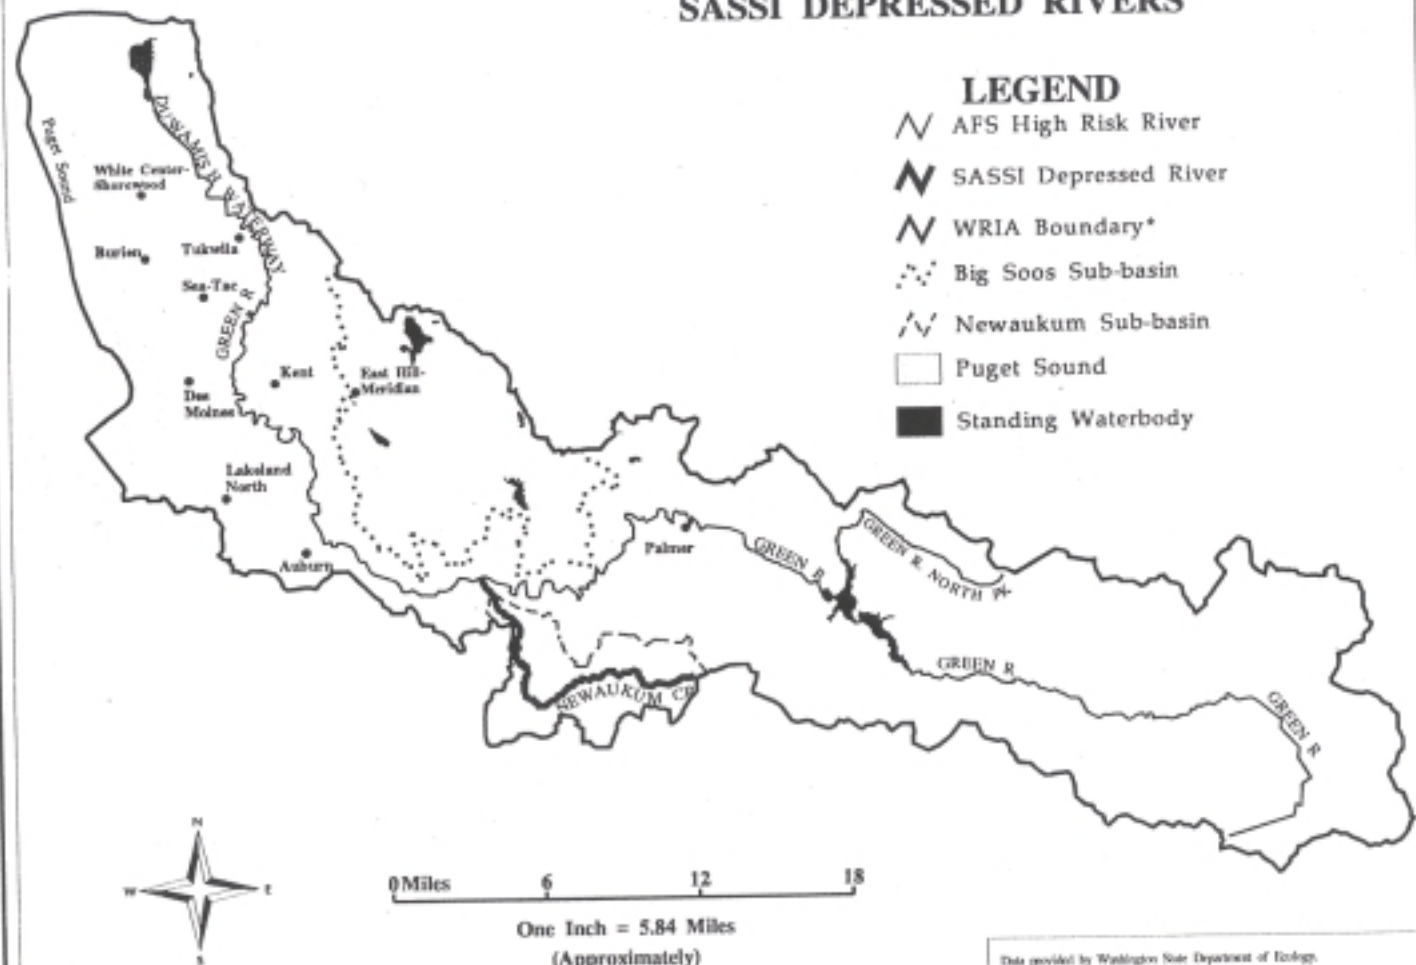 SASSI DEPRESSED RIVERS
LEGEND
AFS High Risk River
SASSI Depressed River
WRIA Boundary*
Big Soos Sub-basin
Newaukum Sub-basin
Puget Sound
Standing Waterbody
Puget Sound
DUWAMISH WATERWAY
White Center-
Shorewood
Burien
Tukwila
Sea-Tac
GREEN R
Kent
East Hill-
Meridian
Des
Moines
Lakeland
North
Auburn
Palmer
GREEN R
GREEN R NORTH FK
GREEN R
GREEN R
NEWAUKUM CR
N
W
E
S
0 Miles 6 12 18
One Inch = 5.84 Miles
(Approximately)
Data provided by Washington State Department of Ecology.